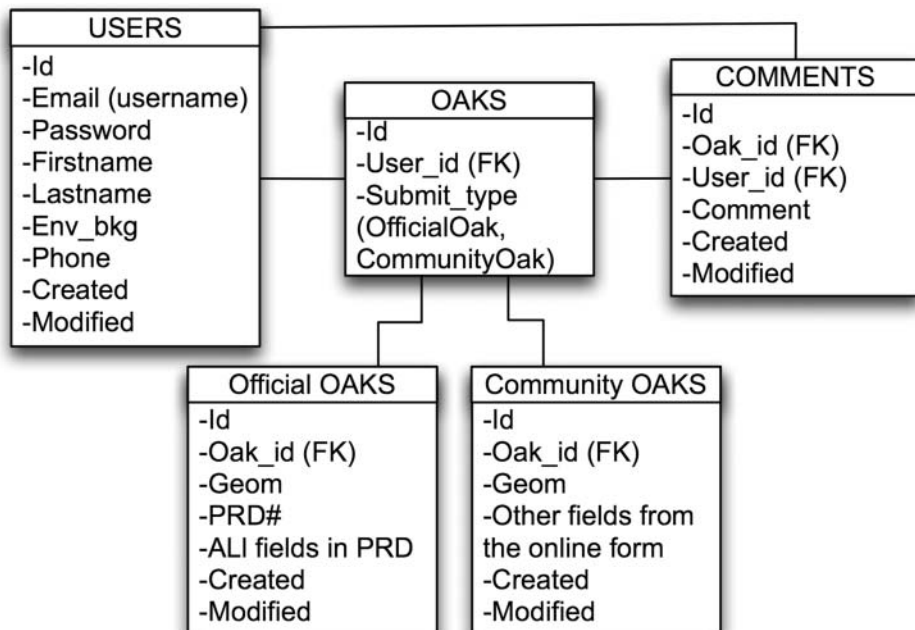 USERS
-Id
-Email (username)
-Password
-Firstname
-Lastname
-Env_bkg
-Phone
-Created
-Modified
OAKS
-Id
-User_id (FK)
-Submit_type
(OfficialOak,
CommunityOak)
COMMENTS
-Id
-Oak_id (FK)
-User_id (FK)
-Comment
-Created
-Modified
Official OAKS
-Id
-Oak_id (FK)
-Geom
-PRD#
-ALl fields in PRD
-Created
-Modified
Community OAKS
-Id
-Oak_id (FK)
-Geom
-Other fields from
the online form
-Created
-Modified